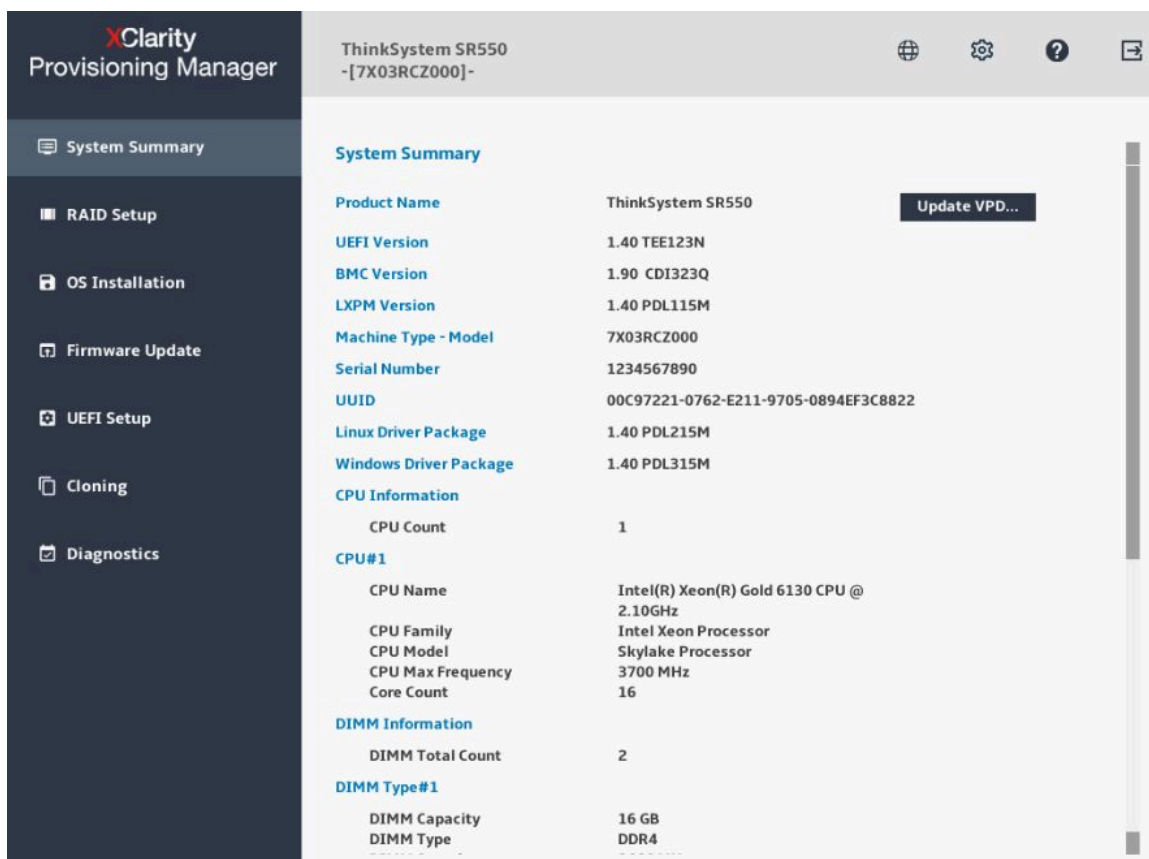 XClarity
Provisioning Manager
ThinkSystem SR550
-[7X03RCZ000]-
System Summary
RAID Setup
OS Installation
Firmware Update
UEFI Setup
Cloning
Diagnostics
System Summary
Product Name ThinkSystem SR550 Update VPD...
UEFI Version 1.40 TEE123N
BMC Version 1.90 CDI323Q
LXPM Version 1.40 PDL115M
Machine Type - Model 7X03RCZ000
Serial Number 1234567890
UUID 00C97221-0762-E211-9705-0894EF3C8822
Linux Driver Package 1.40 PDL215M
Windows Driver Package 1.40 PDL315M
CPU Information
CPU Count 1
CPU#1
CPU Name Intel(R) Xeon(R) Gold 6130 CPU @
2.10GHz
CPU Family Intel Xeon Processor
CPU Model Skylake Processor
CPU Max Frequency 3700 MHz
Core Count 16
DIMM Information
DIMM Total Count 2
DIMM Type#1
DIMM Capacity 16 GB
DIMM Type DDR4